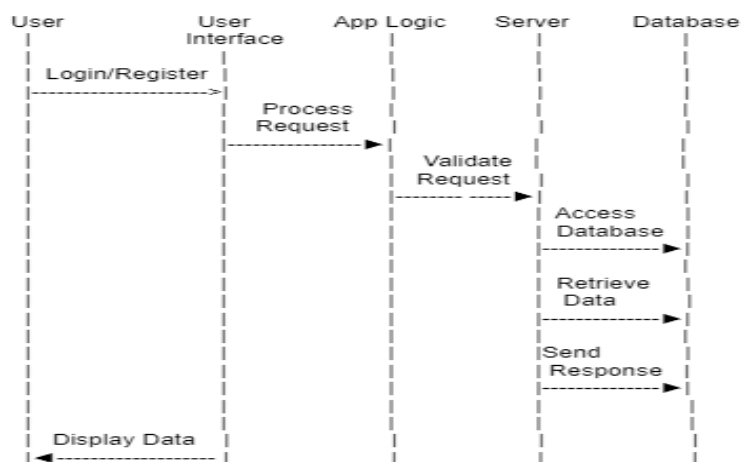 User User App Logic Server Database
Interface
Login/Register
Process
Request
Validate
Request
Access
Database
Retrieve
Data
Send
Response
Display Data